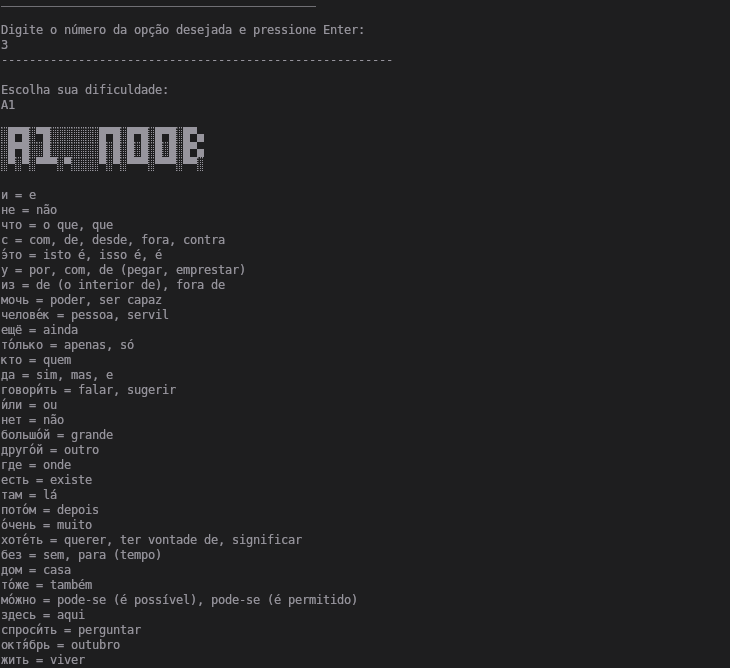 Digite o número da opção desejada e pressione Enter:
3
--------------------------------------------------------
Escolha sua dificuldade:
A1
и = e
не = não
что = o que, que
с = com, de, desde, fora, contra
э́то = isto é, isso é, é
у = por, com, de (pegar, emprestar)
из = de (o interior de), fora de
мочь = poder, ser capaz
челове́к = pessoa, servil
ещё = ainda
то́лько = apenas, só
кто = quem
да = sim, mas, e
говори́ть = falar, sugerir
и́ли = ou
нет = não
большо́й = grande
друго́й = outro
где = onde
есть = existe
там = lá
пото́м = depois
о́чень = muito
хоте́ть = querer, ter vontade de, significar
без = sem, para (tempo)
дом = casa
то́же = também
мо́жно = pode-se (é possível), pode-se (é permitido)
здесь = aqui
спроси́ть = perguntar
октя́брь = outubro
жить = viver